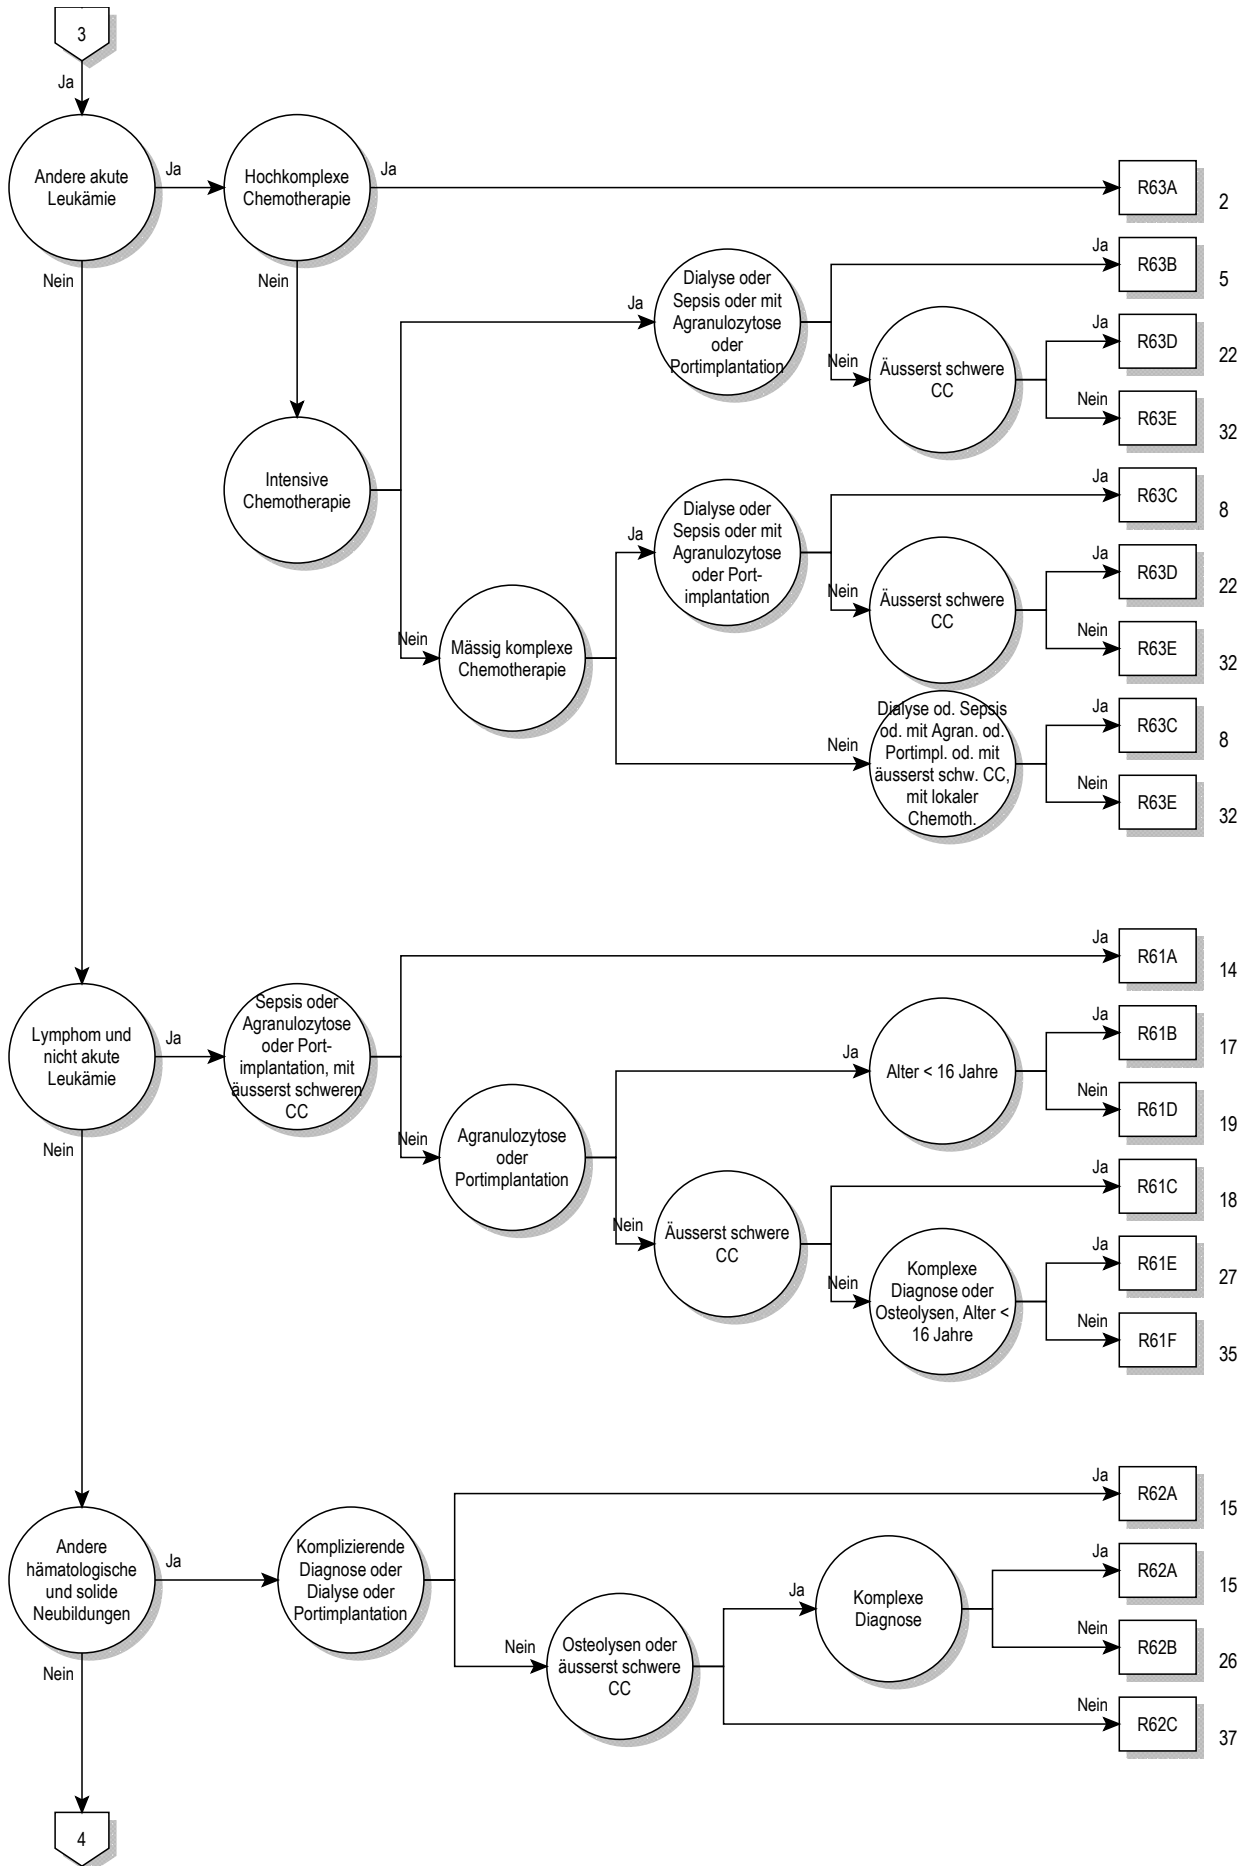 3
Ja
Andere akute
Leukämie
Ja
Hochkomplexe
Chemotherapie
Ja
R63A
2
Nein
Nein
Ja
Dialyse oder
Sepsis oder mit
Agranulozytose
oder
Portimplantation
Ja
R63B
5
Nein
Äusserst schwere
CC
Ja
R63D
22
Nein
R63E
32
Intensive
Chemotherapie
Ja
Dialyse oder
Sepsis oder mit
Agranulozytose
oder Port-
implantation
Ja
R63C
8
Nein
Äusserst schwere
CC
Ja
R63D
22
Nein
R63E
32
Nein
Mässig komplexe
Chemotherapie
Nein
Dialyse od. Sepsis
od. mit Agran. od.
Portimpl. od. mit
äusserst schw. CC,
mit lokaler
Chemoth.
Ja
R63C
8
Nein
R63E
32
Lymphom und
nicht akute
Leukämie
Ja
Sepsis oder
Agranulozytose
oder Port-
implantation, mit
äusserst schweren
CC
Ja
R61A
14
Nein
Agranulozytose
oder
Portimplantation
Ja
Alter < 16 Jahre
Ja
R61B
17
Nein
R61D
19
Nein
Äusserst schwere
CC
Ja
R61C
18
Nein
Komplexe
Diagnose oder
Osteolysen, Alter <
16 Jahre
Ja
R61E
27
Nein
R61F
35
Nein
Andere
hämatologische
und solide
Neubildungen
Ja
Komplizierende
Diagnose oder
Dialyse oder
Portimplantation
Ja
R62A
15
Nein
Osteolysen oder
äusserst schwere
CC
Ja
Komplexe
Diagnose
Ja
R62A
15
Nein
R62B
26
Nein
R62C
37
Nein
4